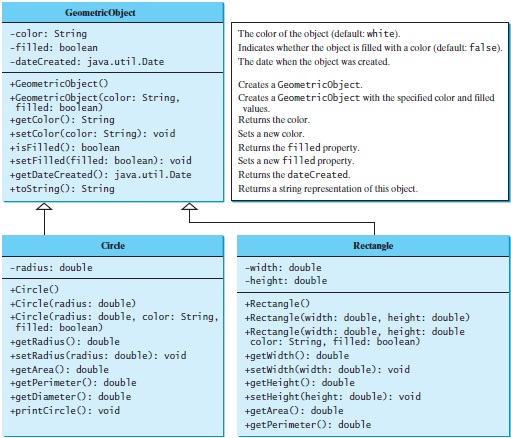 GeometricObject
-color: String
-filled: boolean
-dateCreated: java.util.Date
+GeometricObject()
+GeometricObject(color: String,
filled: boolean)
+getColor(): String
+setColor(color: String): void
+isFilled(): boolean
+setFilled(filled: boolean): void
+getDateCreated(): java.util.Date
+toString(): String
The color of the object (default: white).
Indicates whether the object is filled with a color (default: false).
The date when the object was created.
Creates a GeometricObject.
Creates a GeometricObject with the specified color and filled
values.
Returns the color.
Sets a new color.
Returns the filled property.
Sets a new filled property.
Returns the dateCreated.
Returns a string representation of this object.
Circle
-radius: double
+Circle()
+Circle(radius: double)
+Circle(radius: double, color: String,
filled: boolean)
+getRadius(): double
+setRadius(radius: double): void
+getArea(): double
+getPerimeter(): double
+getDiameter(): double
+printCircle(): void
Rectangle
-width: double
-height: double
+Rectangle()
+Rectangle(width: double, height: double)
+Rectangle(width: double, height: double
color: String, filled: boolean)
+getWidth(): double
+setWidth(width: double): void
+getHeight(): double
+setHeight(height: double): void
+getArea(): double
+getPerimeter(): double